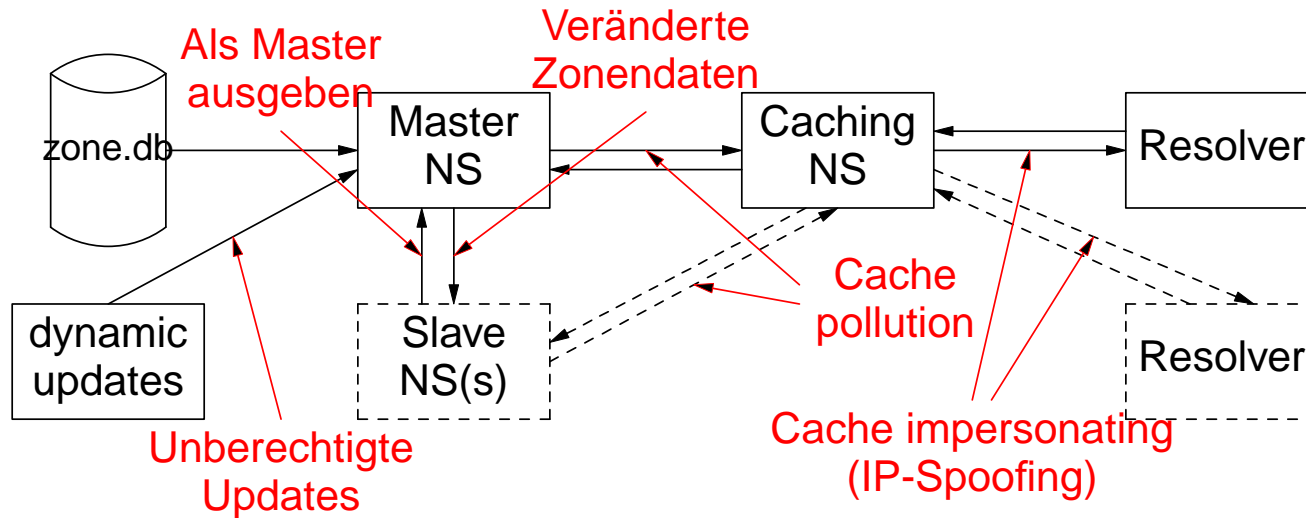 Als Master
ausgeben
Veränderte
Zonendaten
zone.db
Master
NS
Caching
NS
Resolver
dynamic
updates
Slave
NS(s)
Cache
pollution
Resolver
Unberechtigte
Updates
Cache impersonating
(IP-Spoofing)